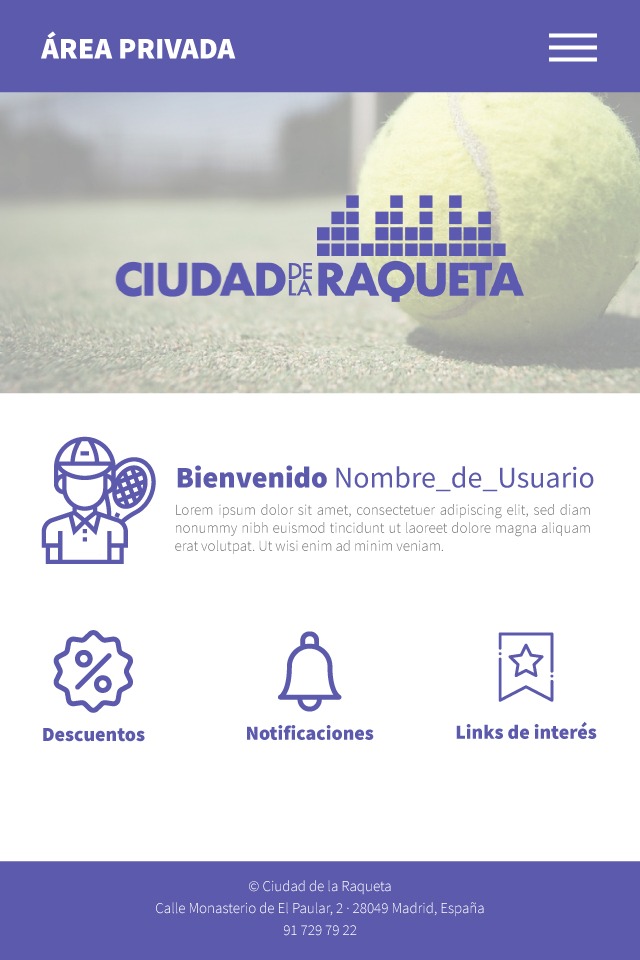 ÁREA PRIVADA
CIUDAD DE LA RAQUETA
Bienvenido Nombre_de_Usuario
Lorem ipsum dolor sit amet, consectetuer adipiscing elit, sed diam
nonummy nibh euismod tincidunt ut laoreet dolore magna aliquam
erat volutpat. Ut wisi enim ad minim veniam.
Descuentos
Notificaciones
Links de interés
© Ciudad de la Raqueta
Calle Monasterio de El Paular, 2 · 28049 Madrid, España
91 729 79 22